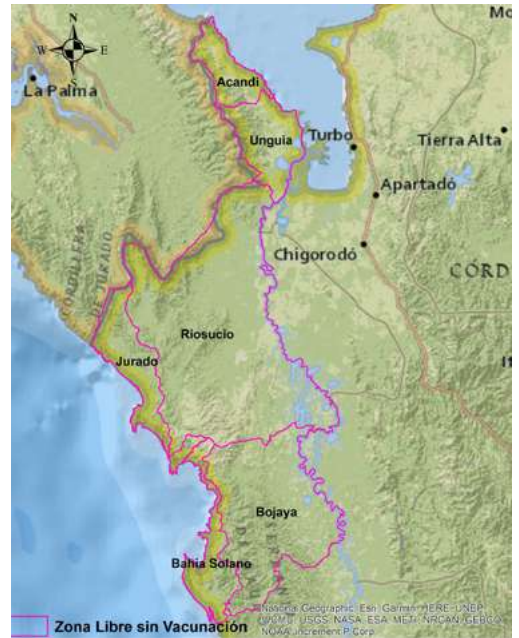 Mo
N
W E
S
Acandi
La Palma
Unguia
Turbo
Tierra Alta
Apartadó
Chigorodó
CÓRD
CORDILLERA
DE JURADO
Riosucio
Jurado
It
Bojaya
Bahia Solano
National Geographic, Esri, Garmin, HERE, UNEP-
WCMC, USGS, NASA, ESA, METI, NRCAN, GEBCO,
NOAA, increment P Corp.
Zona Libre sin Vacunación